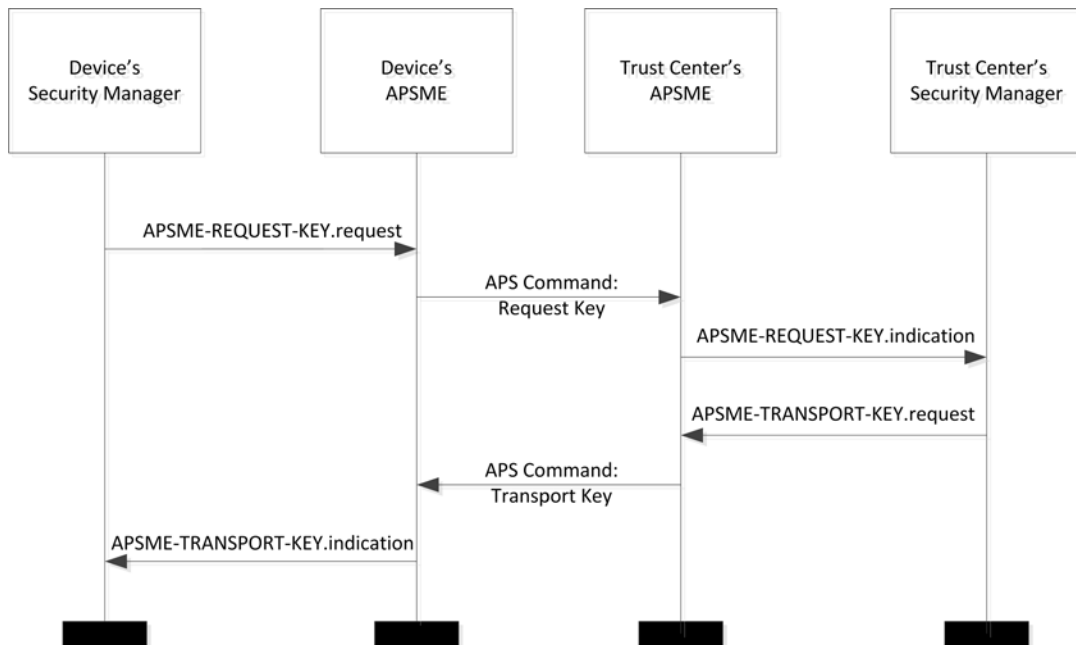 Device’s
Security Manager
Device’s
APSME
Trust Center’s
APSME
Trust Center’s
Security Manager
APSME-REQUEST-KEY.request
APS Command:
Request Key
APSME-REQUEST-KEY.indication
APSME-TRANSPORT-KEY.request
APS Command:
Transport Key
APSME-TRANSPORT-KEY.indication